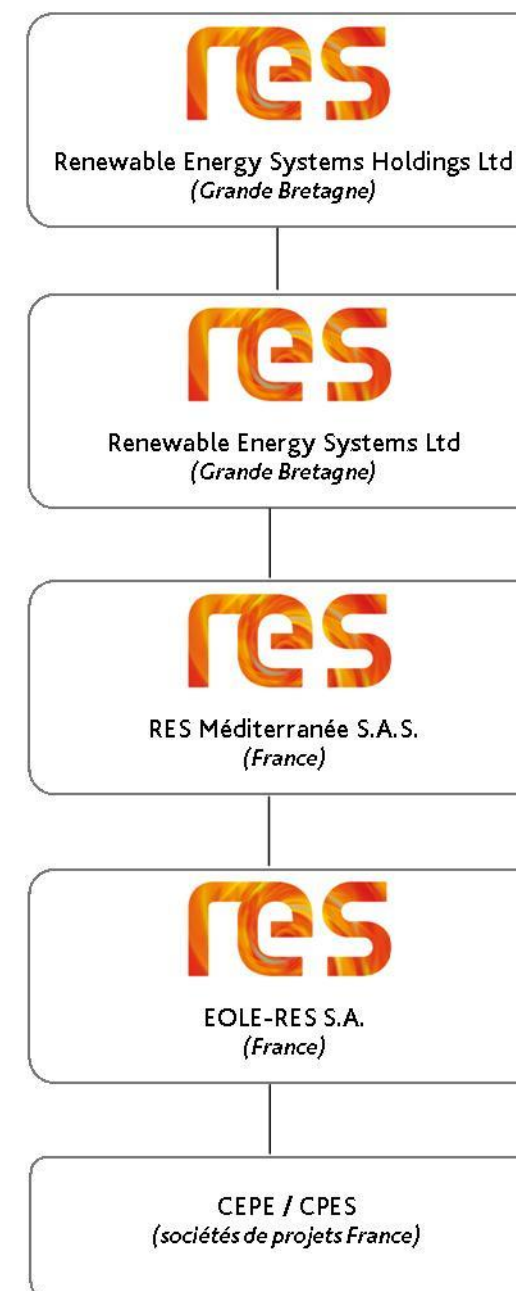 res
Renewable Energy Systems Holdings Ltd
(Grande Bretagne)
res
Renewable Energy Systems Ltd
(Grande Bretagne)
res
RES Méditerranée S.A.S.
(France)
res
EOLE-RES S.A.
(France)
CEPE / CPES
(sociétés de projets France)